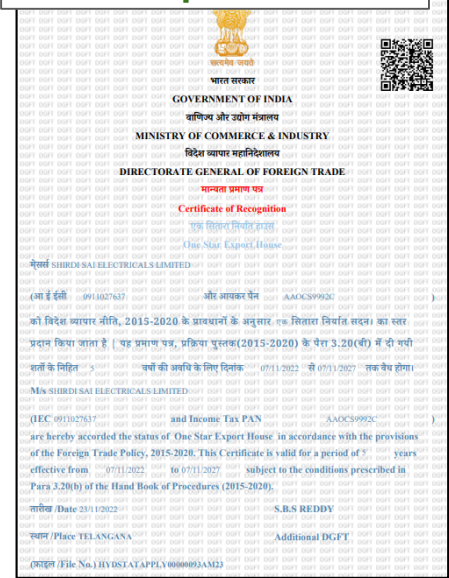 सत्यमेव जयते
भारत सरकार
GOVERNMENT OF INDIA
वाणिज्य और उद्योग मंत्रालय
MINISTRY OF COMMERCE & INDUSTRY
विदेश व्यापार महानिदेशालय
DIRECTORATE GENERAL OF FOREIGN TRADE
मान्यता प्रमाण पत्र
Certificate of Recognition
एक सितारा निर्यात हाउस
One Star Export House
मेसर्स SHIRDI SAI ELECTRICALS LIMITED
(आ ई ईसी 0911027637 और आयकर पैन AAOCS9992C )
को विदेश व्यापार नीति, 2015-2020 के प्रावधानों के अनुसार एक सितारा निर्यात सदन। का स्तर
प्रदान किया जाता है | यह प्रमाण पत्र, प्रक्रिया पुस्तक(2015-2020) के पैरा 3.20(बी) में दी गयी
शर्तों के निहित 5 वर्षों की अवधि के लिए दिनांक 07/11/2022 से 07/11/2027 तक वैध होगा।
M/s SHIRDI SAI ELECTRICALS LIMITED
(IEC 0911027637 and Income Tax PAN AAOCS9992C )
are hereby accorded the status of One Star Export House in accordance with the provisions
of the Foreign Trade Policy, 2015-2020. This Certificate is valid for a period of 5 years
effective from 07/11/2022 to 07/11/2027 subject to the conditions prescribed in
Para 3.20(b) of the Hand Book of Procedures (2015-2020).
तारीख /Date 23/11/2022 S.B.S REDDY
स्थान /Place TELANGANA Additional DGFT
(फ़ाइल /File No.) HYDSTATAPPLY00000093AM23